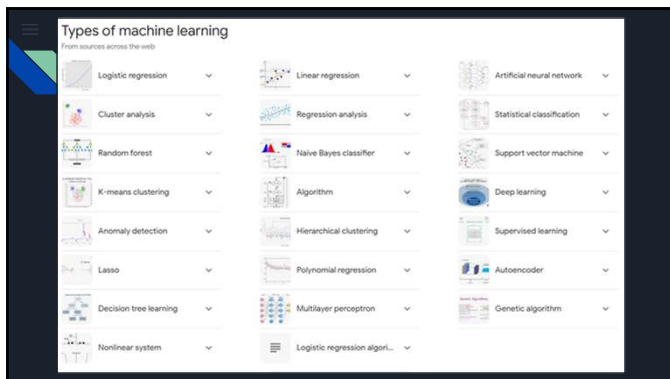 Types of machine learning
From sources across the web
Logistic regression
Linear regression
Artificial neural network
Cluster analysis
Regression analysis
Statistical classification
Random forest
Naive Bayes classifier
Support vector machine
K-means clustering
Algorithm
Deep learning
Anomaly detection
Hierarchical clustering
Supervised learning
Lasso
Polynomial regression
Autoencoder
Decision tree learning
Multilayer perceptron
Genetic algorithm
Nonlinear system
Logistic regression algori...